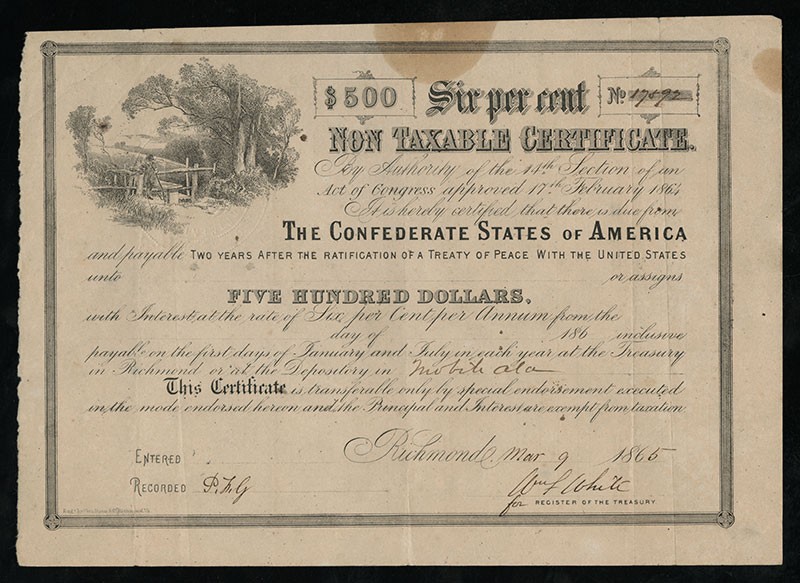 $500 Six per cent No 17592
NON TAXABLE CERTIFICATE.
By Authority of the 14th Section of an
Act of Congress approved 17th February 1864
It is hereby certified that there is due from
THE CONFEDERATE STATES OF AMERICA
and payable TWO YEARS AFTER THE RATIFICATION OF A TREATY OF PEACE WITH THE UNITED STATES
unto or assigns
FIVE HUNDRED DOLLARS,
with Interest at the rate of Six per Cent per Annum from the
day of 186 inclusive
payable on the first days of January and July in each year at the Treasury
in Richmond or at the Depository in Mobile Ala
This Certificate is transferable only by special endorsement executed
in the mode endorsed hereon and the Principal and Interest are exempt from taxation
Richmond Mar 9 1865
ENTERED
RECORDED P.F.G
Wm L White
for REGISTER OF THE TREASURY.